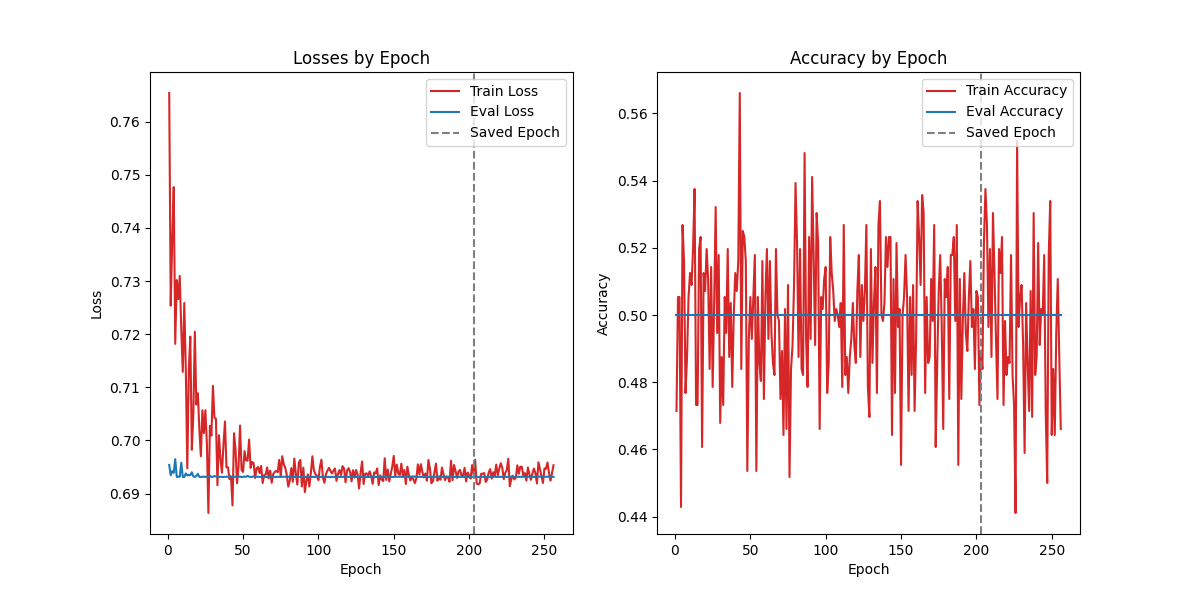 Losses by Epoch
Train Loss
Eval Loss
Saved Epoch
0.76
0.75
0.74
0.73
0.72
0.71
0.70
0.69
Loss
0
50
100
150
200
250
Epoch
Accuracy by Epoch
Train Accuracy
Eval Accuracy
Saved Epoch
0.56
0.54
0.52
0.50
0.48
0.46
0.44
Accuracy
0
50
100
150
200
250
Epoch